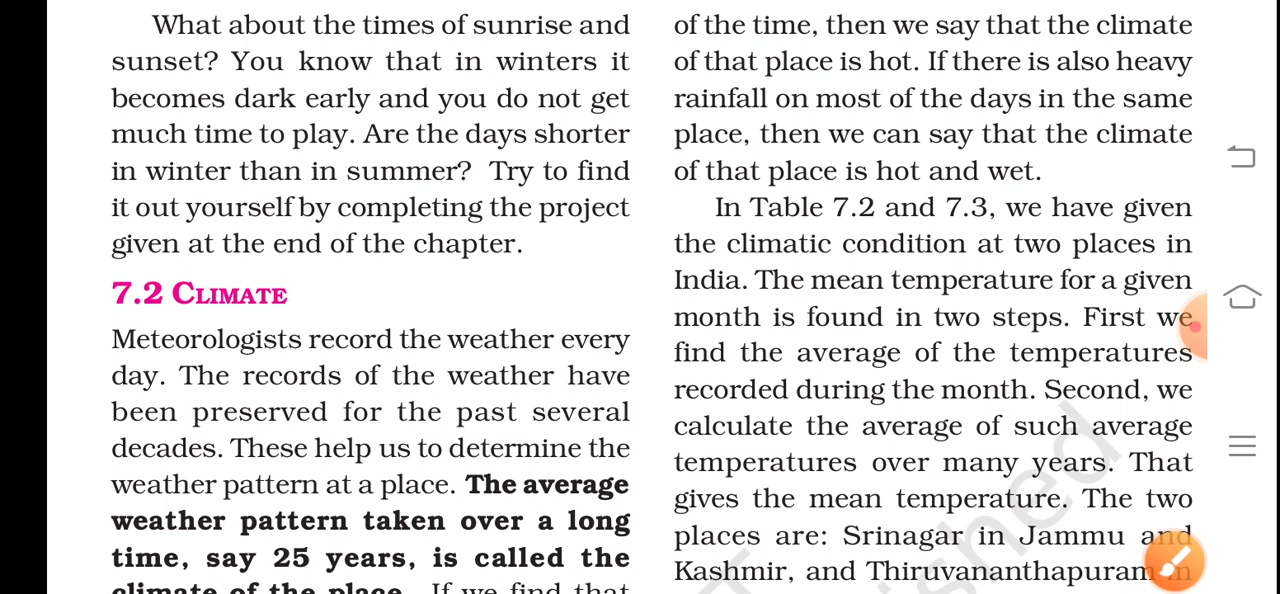 What about the times of sunrise and
sunset? You know that in winters it
becomes dark early and you do not get
much time to play. Are the days shorter
in winter than in summer? Try to find
it out yourself by completing the project
given at the end of the chapter.
7.2 CLIMATE
Meteorologists record the weather every
day. The records of the weather have
been preserved for the past several
decades. These help us to determine the
weather pattern at a place. The average
weather pattern taken over a long
time, say 25 years, is called the
climate of the place. If we find that
of the time, then we say that the climate
of that place is hot. If there is also heavy
rainfall on most of the days in the same
place, then we can say that the climate
of that place is hot and wet.
In Table 7.2 and 7.3, we have given
the climatic condition at two places in
India. The mean temperature for a given
month is found in two steps. First we
find the average of the temperatures
recorded during the month. Second, we
calculate the average of such average
temperatures over many years. That
gives the mean temperature. The two
places are: Srinagar in Jammu and
Kashmir, and Thiruvananthapuram in